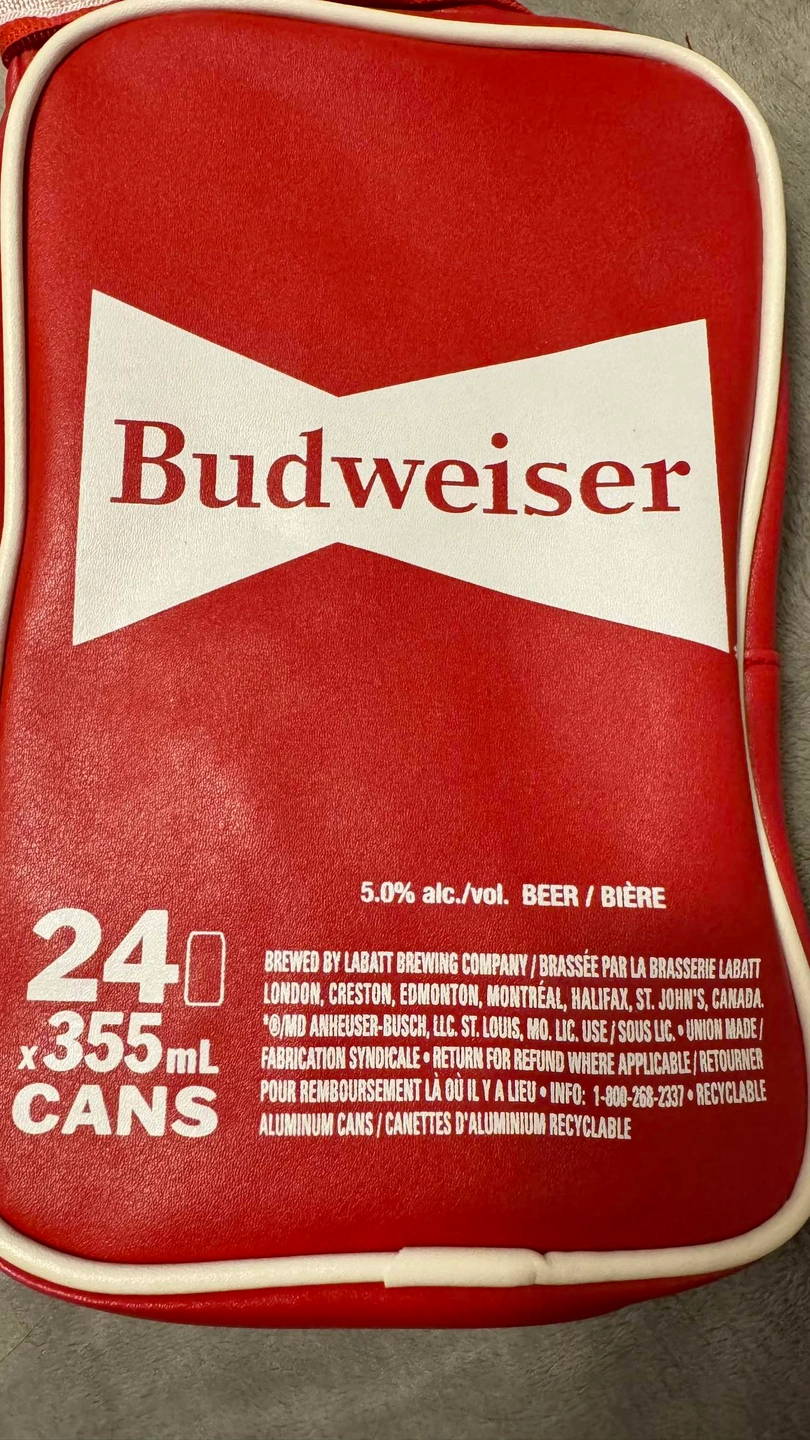 Budweiser
5.0% alc./vol. BEER / BIÈRE
24
x355mL
CANS
BREWED BY LABATT BREWING COMPANY / BRASSÉE PAR LA BRASSERIE LABATT
LONDON, CRESTON, EDMONTON, MONTRÉAL, HALIFAX, ST. JOHN'S, CANADA.
*®/MD ANHEUSER-BUSCH, LLC. ST. LOUIS, MO. LIC. USE / SOUS LIC. • UNION MADE /
FABRICATION SYNDICALE • RETURN FOR REFUND WHERE APPLICABLE / RETOURNER
POUR REMBOURSEMENT LÀ OÙ IL Y A LIEU • INFO: 1-800-268-2337 • RECYCLABLE
ALUMINUM CANS / CANETTES D'ALUMINIUM RECYCLABLE